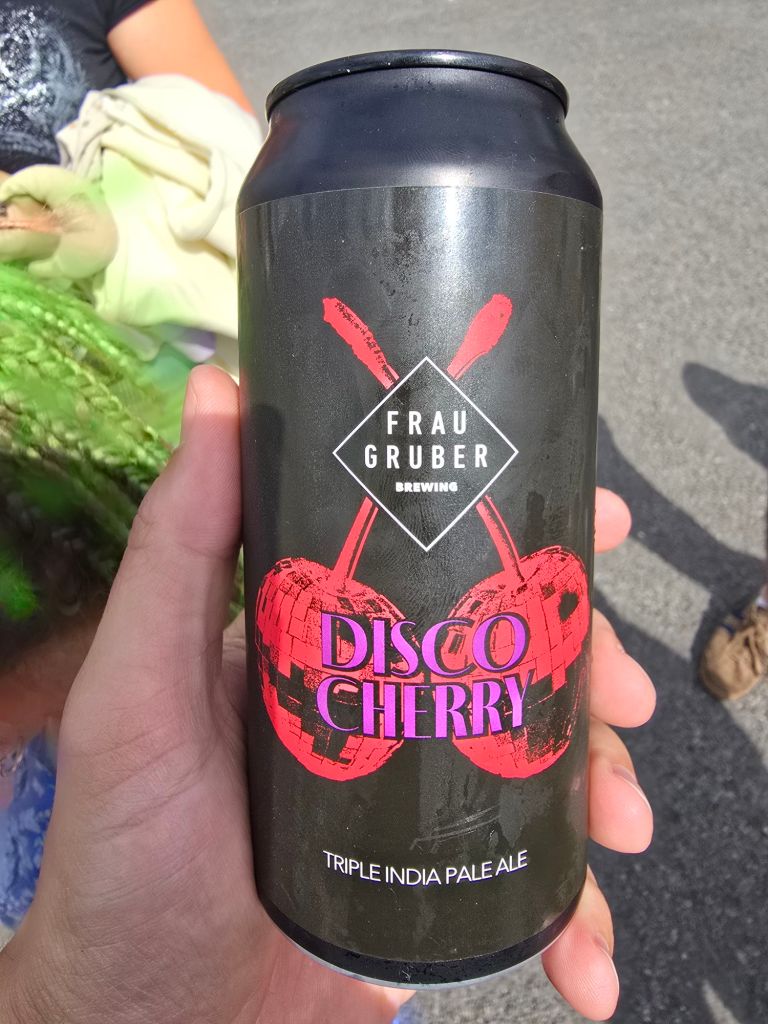 FRAU
GRUBER
BREWING
DISCO
CHERRY
TRIPLE INDIA PALE ALE